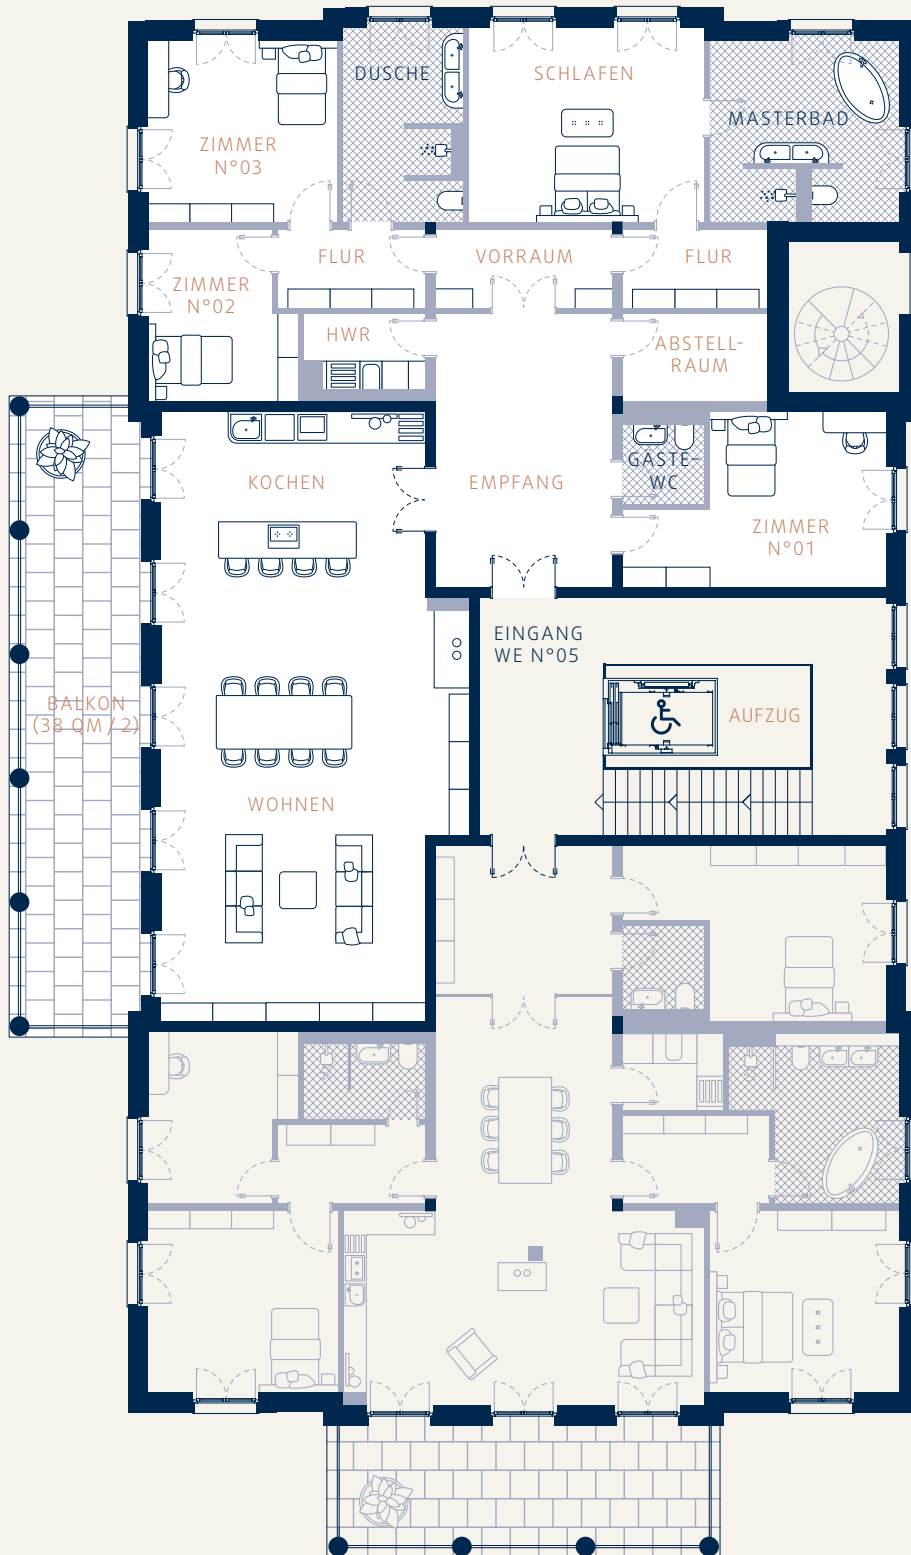 DUSCHE
SCHLAFEN
MASTERBAD
ZIMMER
N°03
FLUR
VORRAUM
FLUR
ZIMMER
N°02
HWR
ABSTELL-
RAUM
KOCHEN
EMPFANG
GÄSTE-
WC
ZIMMER
N°01
EINGANG
WE N°05
BALKON
(38 QM / 2)
AUFZUG
WOHNEN